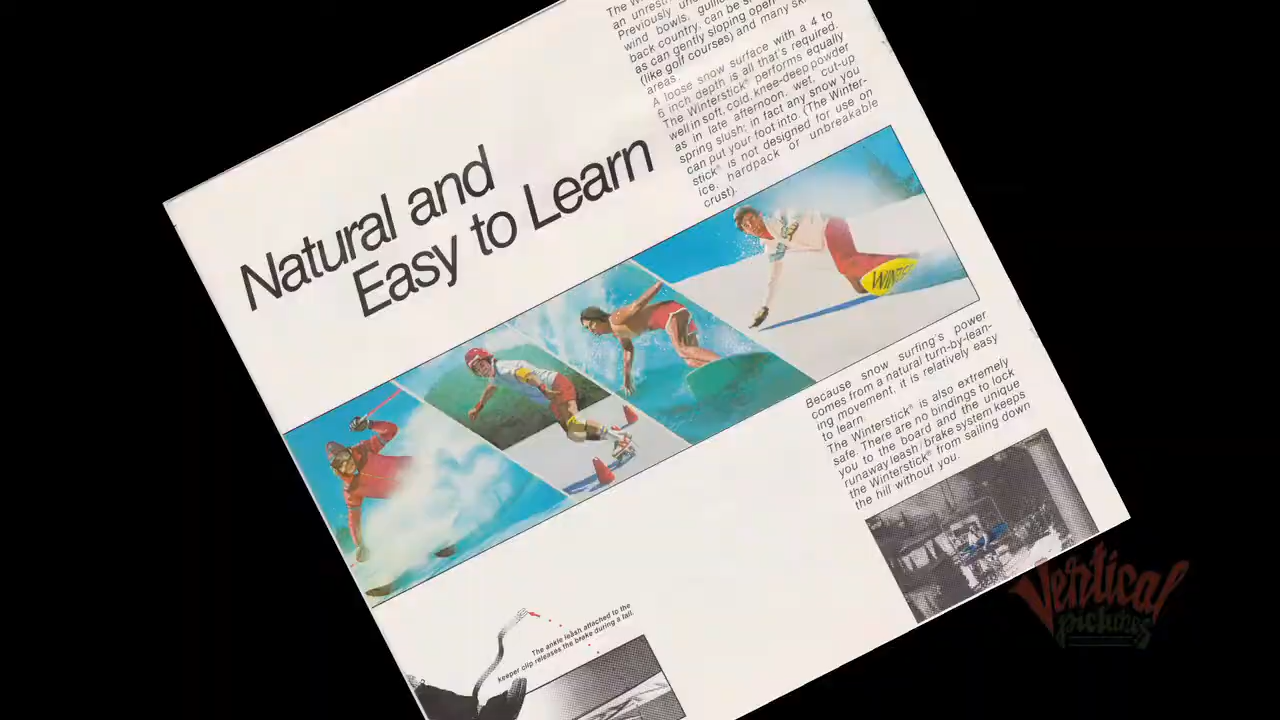 Natural and
Easy to Learn
The
an
Previously
wind bowls,
back country, can be
as can gently sloping open
(like golf courses) and many
areas.
A loose snow surface with a 4 to
6 inch depth is all that's required.
The Winterstick® performs equally
well in soft, cold, knee-deep powder
as in late afternoon, wet, cut-up
spring slush; in fact any snow you
can put your foot into. (The Winter-
stick® is not designed for use on
ice, hardpack or unbreakable
crust).
Because snow surfing's power
comes from a natural turn-by-lean-
ing movement, it is relatively easy
to learn.
The Winterstick® is also extremely
safe. There are no bindings to lock
you to the board and the unique
runaway leash/brake system keeps
the Winterstick® from sailing down
the hill without you.
The ankle leash attached to the
keeper clip releases the brake during a fall.
Vertical
pictures